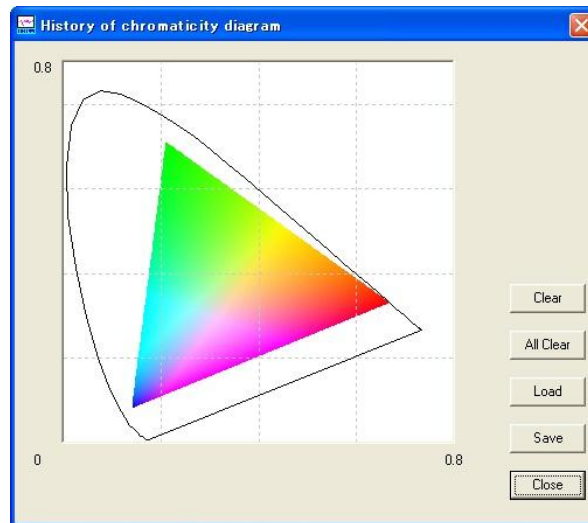 History of chromaticity diagram
0.8
Clear
All Clear
Load
Save
0
0.8
Close